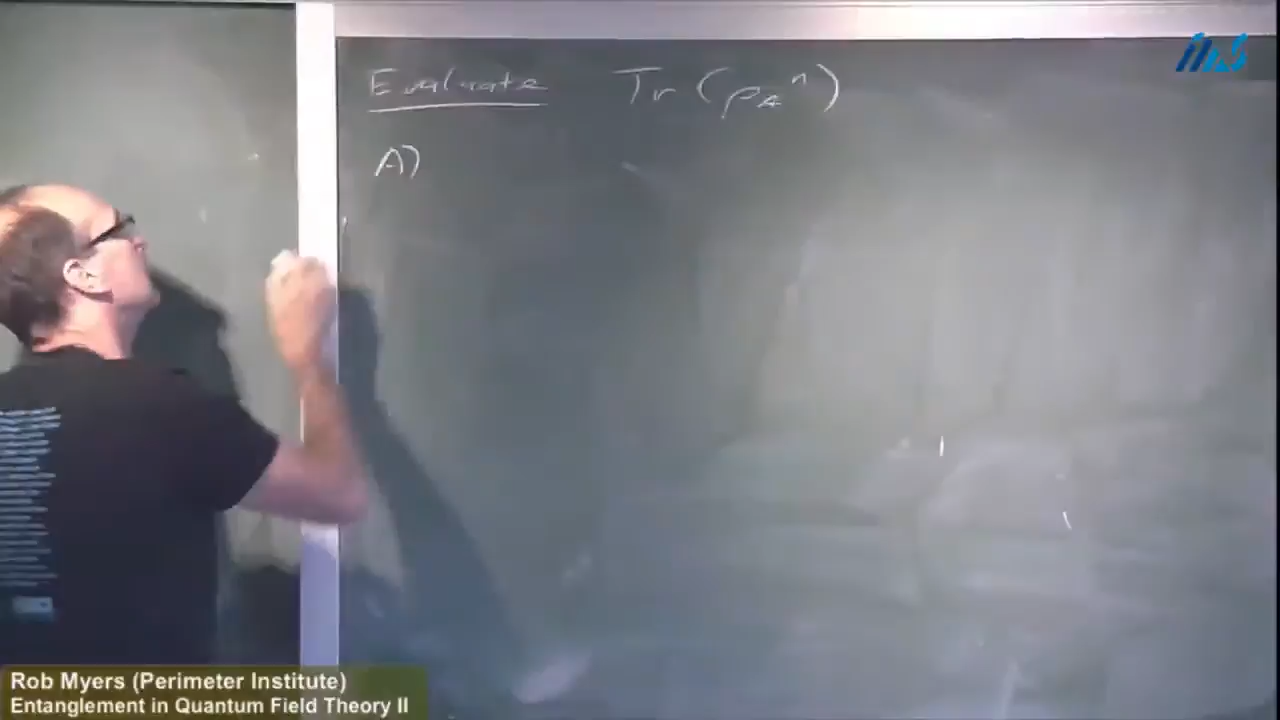 Evaluate Tr(ρ_A^n)
A)
Rob Myers (Perimeter Institute)
Entanglement in Quantum Field Theory II